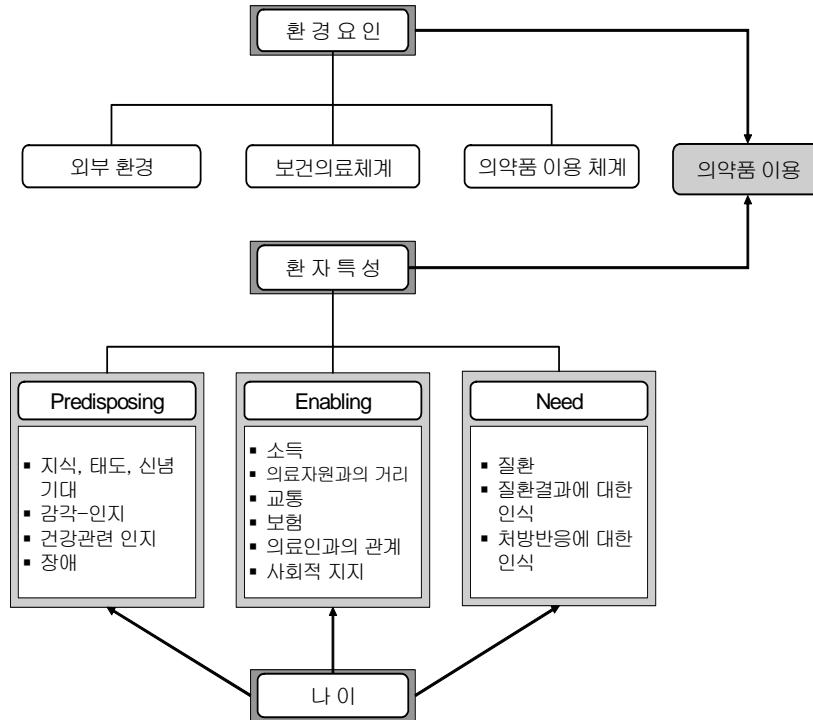 환 경 요 인
외부 환경
보건의료체계
의약품 이용 체계
의약품 이용
환 자 특 성
Predisposing
▪ 지식, 태도, 신념
기대
▪ 감각-인지
▪ 건강관련 인지
▪ 장애
Enabling
▪ 소득
▪ 의료자원과의 거리
▪ 교통
▪ 보험
▪ 의료인과의 관계
▪ 사회적 지지
Need
▪ 질환
▪ 질환결과에 대한
인식
▪ 처방반응에 대한
인식
나 이